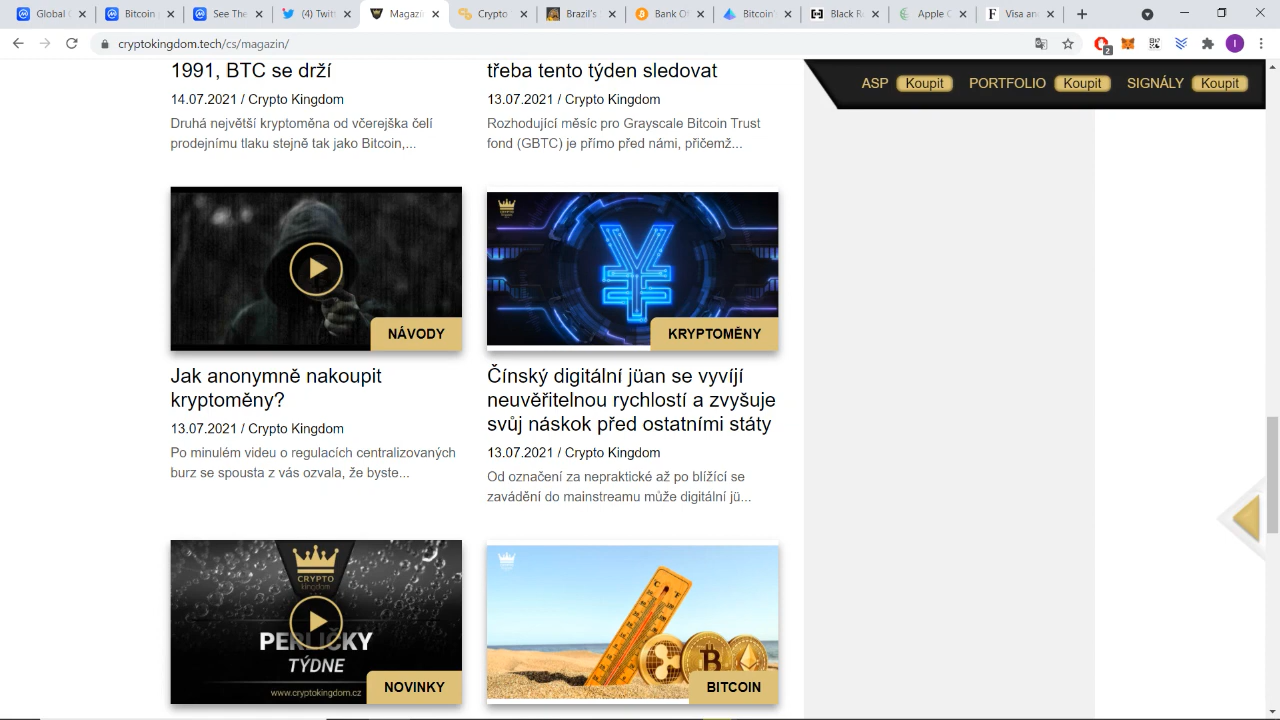 Global C
Bitcoin p
See The
(4) Twitt
Magazi
Crypto
Brazil's
Bank Of
Bitcoin'
Black R
Apple C
Visa an
cryptokingdom.tech/cs/magazin/
2
I
ASP Koupit PORTFOLIO Koupit SIGNÁLY Koupit
1991, BTC se drží
14.07.2021 / Crypto Kingdom
Druhá největší kryptoměna od včerejška čelí
prodejnímu tlaku stejně tak jako Bitcoin,...
třeba tento týden sledovat
13.07.2021 / Crypto Kingdom
Rozhodující měsíc pro Grayscale Bitcoin Trust
fond (GBTC) je přímo před námi, přičemž...
NÁVODY
Jak anonymně nakoupit
kryptoměny?
13.07.2021 / Crypto Kingdom
Po minulém videu o regulacích centralizovaných
burz se spousta z vás ozvala, že byste...
KRYPTOMĚNY
Čínský digitální jüan se vyvíjí
neuvěřitelnou rychlostí a zvyšuje
svůj náskok před ostatními státy
13.07.2021 / Crypto Kingdom
Od označení za nepraktické až po blížící se
zavádění do mainstreamu může digitální jü...
CRYPTO
kingdom
PERLIČKY
TÝDNE
www.cryptokingdom.cz
NOVINKY
C F
BITCOIN